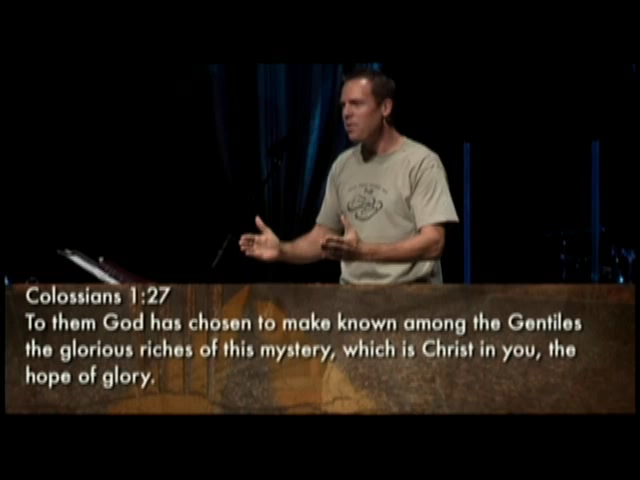 Colossians 1:27
To them God has chosen to make known among the Gentiles
the glorious riches of this mystery, which is Christ in you, the
hope of glory.